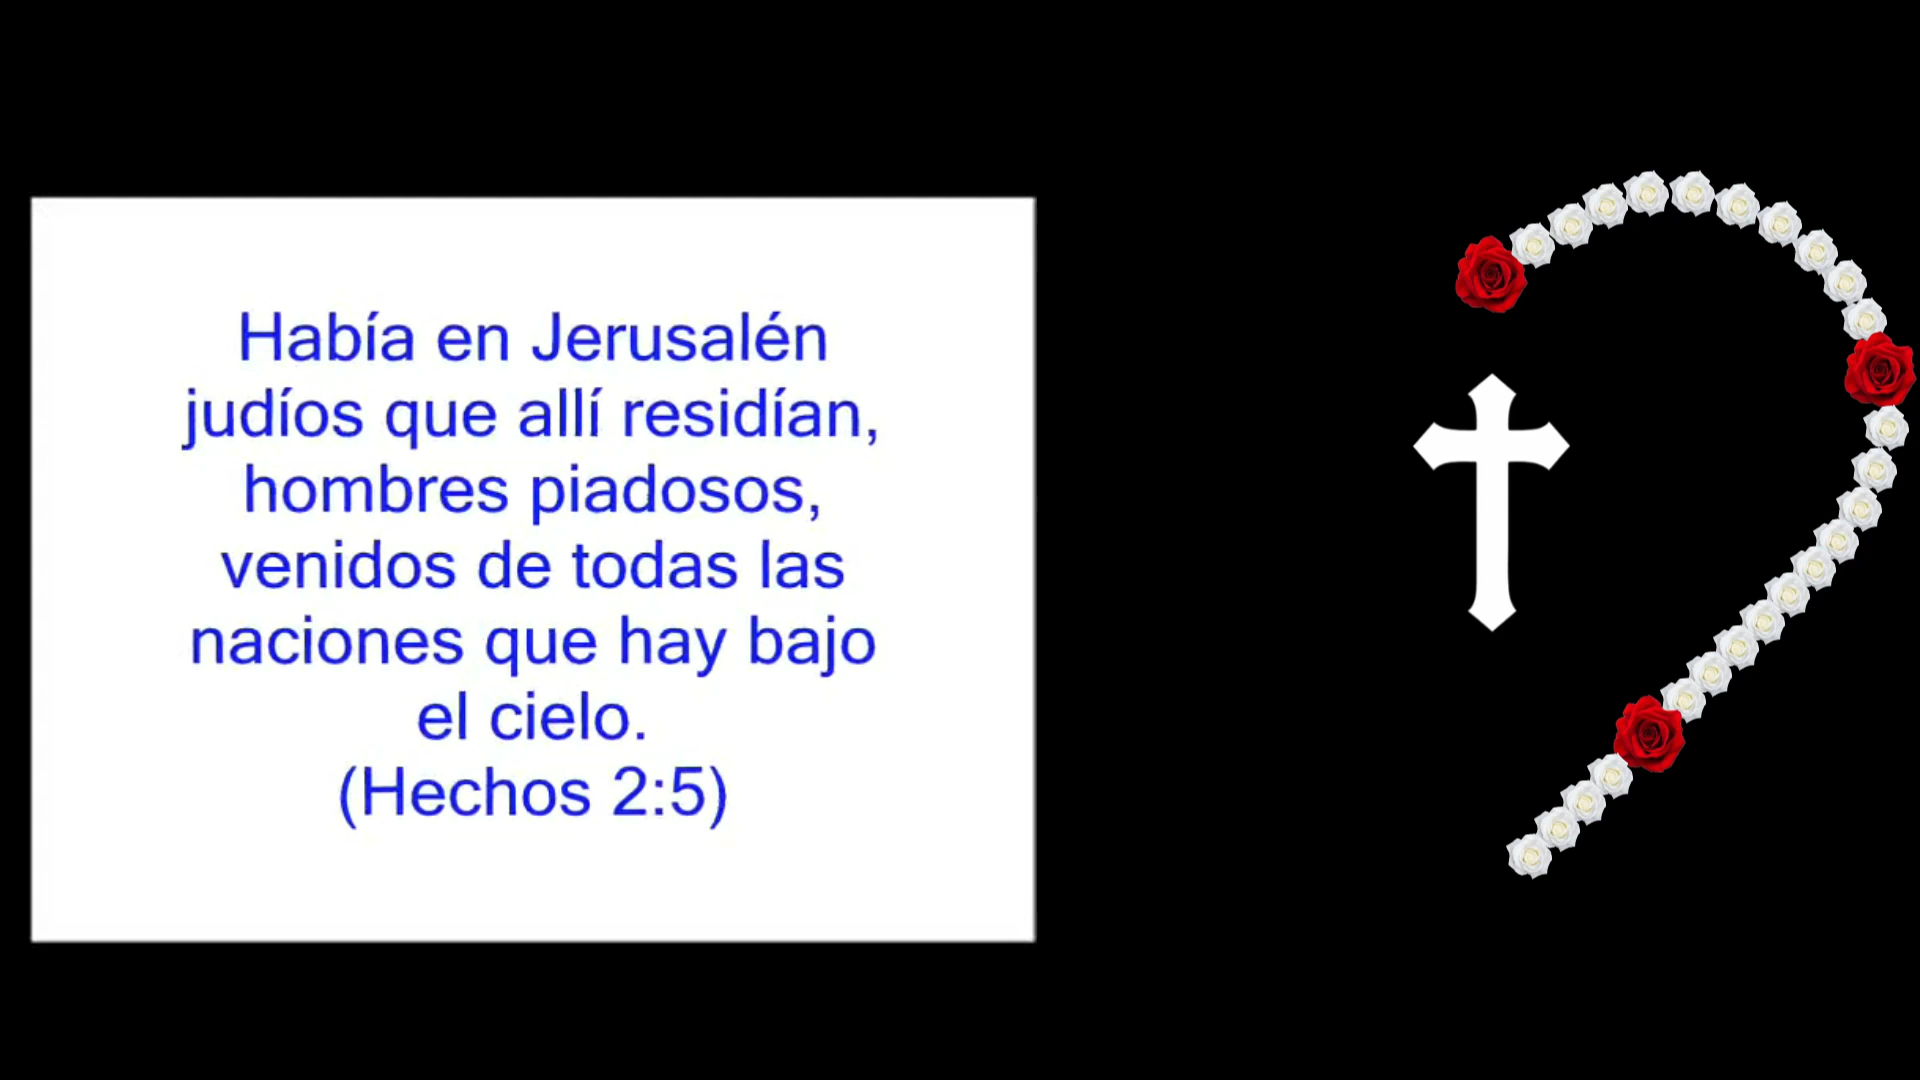 Había en Jerusalén
judíos que allí residían,
hombres piadosos,
venidos de todas las
naciones que hay bajo
el cielo.
(Hechos 2:5)